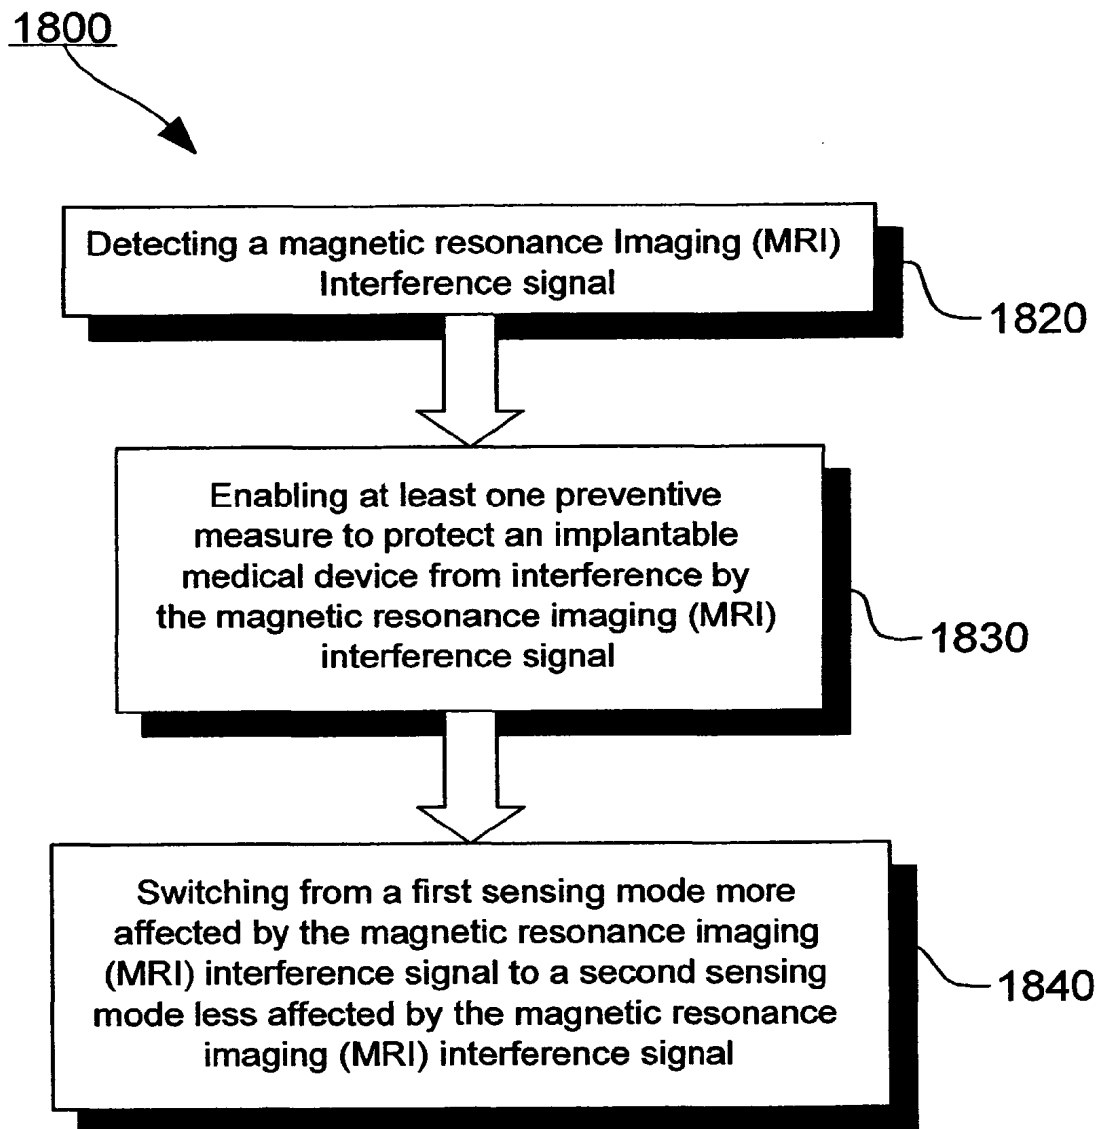 1800
Detecting a magnetic resonance Imaging (MRI)
Interference signal
1820
Enabling at least one preventive
measure to protect an implantable
medical device from interference by
the magnetic resonance imaging (MRI)
interference signal
1830
Switching from a first sensing mode more
affected by the magnetic resonance imaging
(MRI) interference signal to a second sensing
mode less affected by the magnetic resonance
imaging (MRI) interference signal
1840